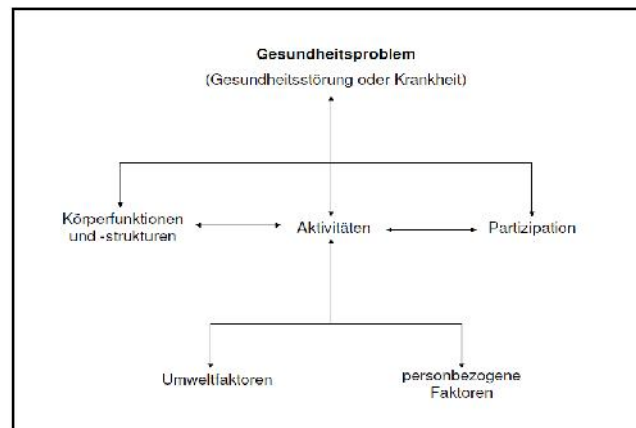 Gesundheitsproblem
(Gesundheitsstörung oder Krankheit)
Körperfunktionen
und -strukturen
Aktivitäten
Partizipation
Umweltfaktoren
personbezogene
Faktoren